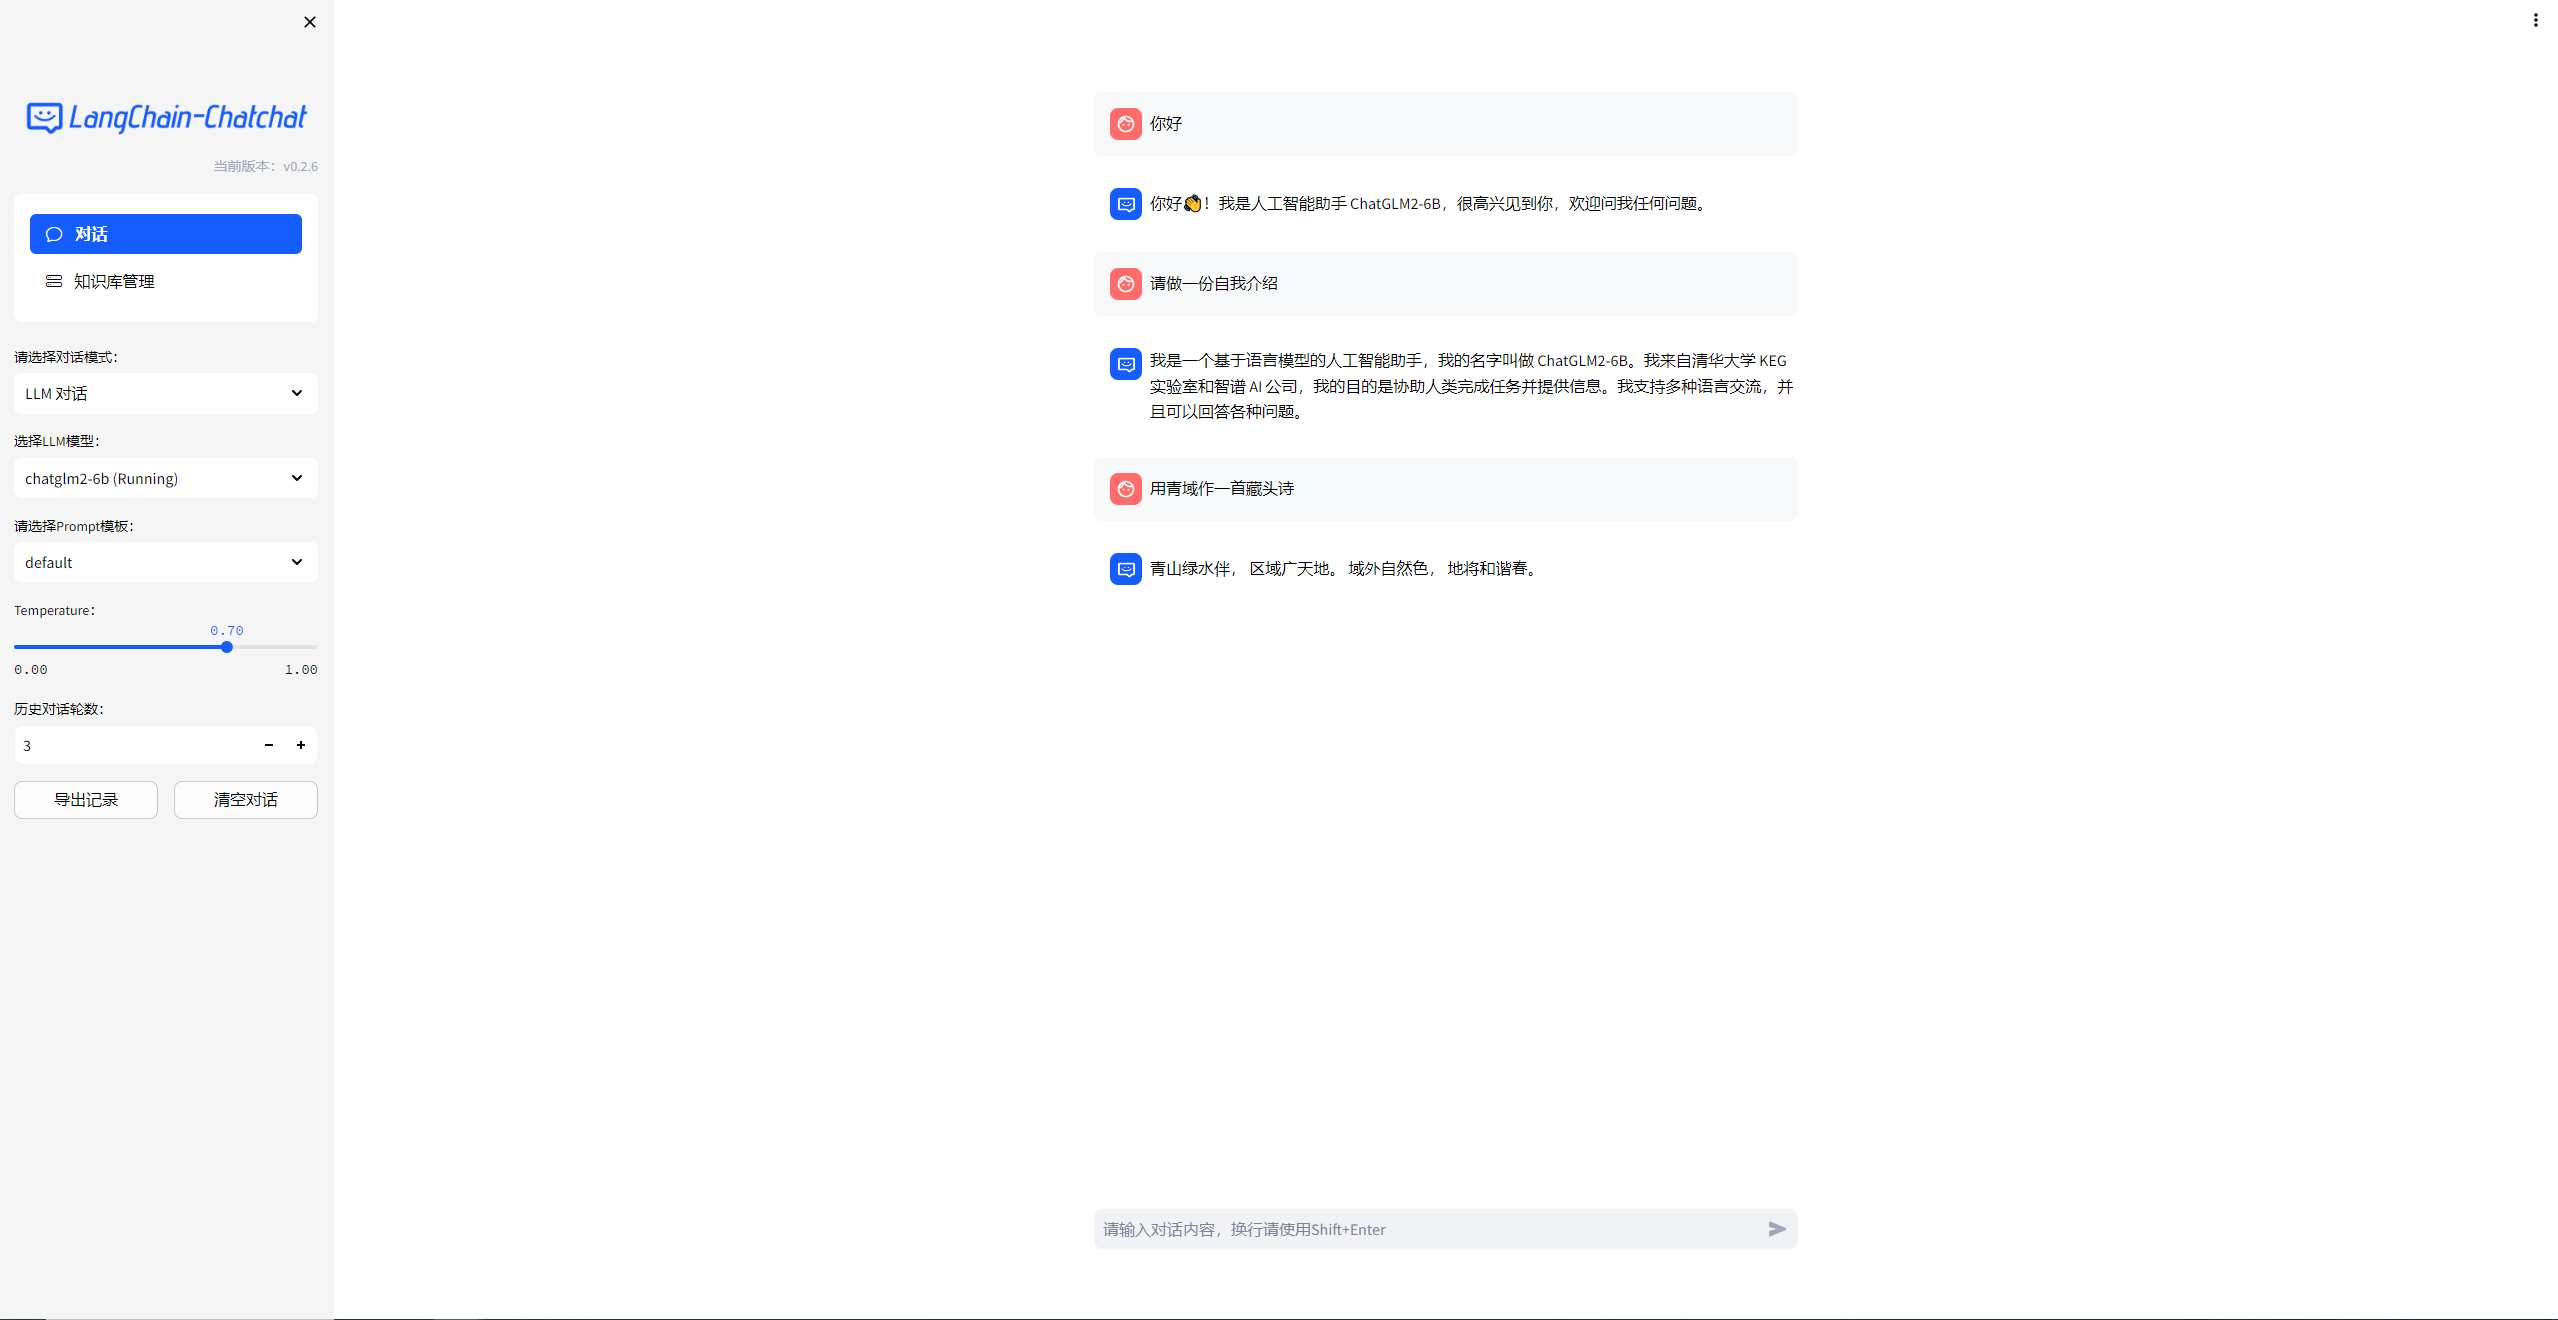 LangChain-Chatchat
当前版本：v0.2.6
对话
知识库管理
请选择对话模式：
LLM 对话
选择LLM模型：
chatglm2-6b (Running)
请选择Prompt模板：
default
Temperature：
0.70
0.00 1.00
历史对话轮数：
3
导出记录 清空对话
你好
你好👏！我是人工智能助手 ChatGLM2-6B，很高兴见到你，欢迎问我任何问题。
请做一份自我介绍
我是一个基于语言模型的人工智能助手，我的名字叫做 ChatGLM2-6B。我来自清华大学 KEG
实验室和智谱 AI 公司，我的目的是协助人类完成任务并提供信息。我支持多种语言交流，并
且可以回答各种问题。
用青域作一首藏头诗
青山绿水伴， 区域广天地。 域外自然色， 地将和谐春。
请输入对话内容，换行请使用Shift+Enter